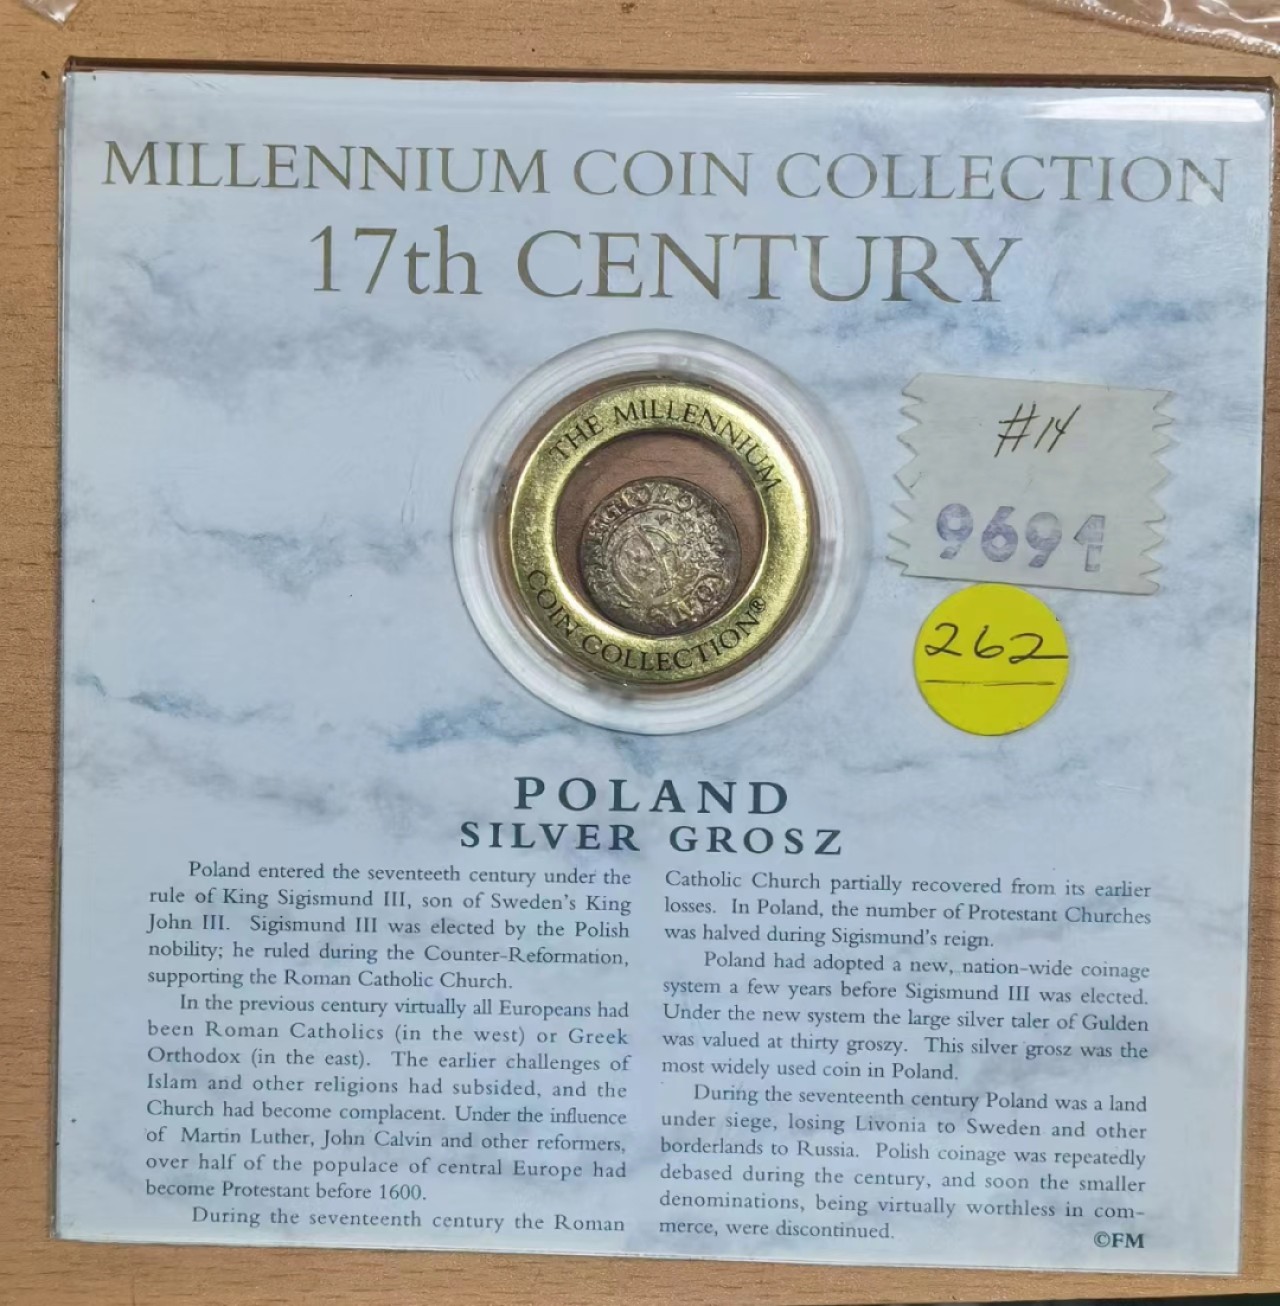 MILLENNIUM COIN COLLECTION
17th CENTURY
THE MILLENNIUM
COIN COLLECTION®
#14
9691
262
POLAND
SILVER GROSZ
Poland entered the seventeeth century under the
rule of King Sigismund III, son of Sweden's King
John III. Sigismund III was elected by the Polish
nobility; he ruled during the Counter-Reformation,
supporting the Roman Catholic Church.
In the previous century virtually all Europeans had
been Roman Catholics (in the west) or Greek
Orthodox (in the east). The earlier challenges of
Islam and other religions had subsided, and the
Church had become complacent. Under the influence
of Martin Luther, John Calvin and other reformers,
over half of the populace of central Europe had
become Protestant before 1600.
During the seventeenth century the Roman
Catholic Church partially recovered from its earlier
losses. In Poland, the number of Protestant Churches
was halved during Sigismund's reign.
Poland had adopted a new, nation-wide coinage
system a few years before Sigismund III was elected.
Under the new system the large silver taler of Gulden
was valued at thirty groszy. This silver grosz was the
most widely used coin in Poland.
During the seventeenth century Poland was a land
under siege, losing Livonia to Sweden and other
borderlands to Russia. Polish coinage was repeatedly
debased during the century, and soon the smaller
denominations, being virtually worthless in com-
merce, were discontinued.
©FM